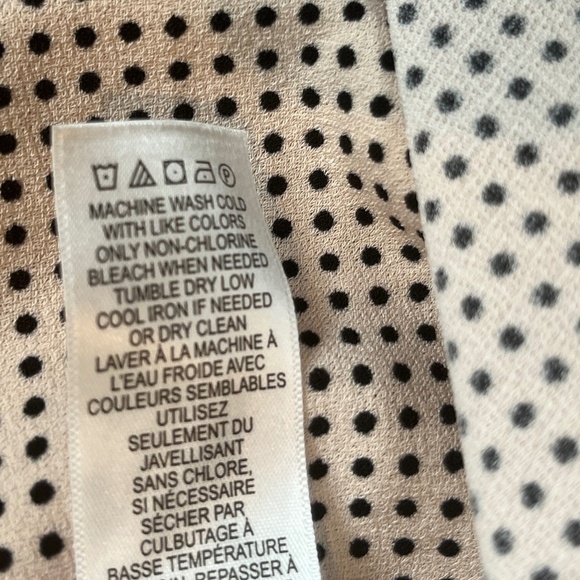 P
MACHINE WASH COLD
WITH LIKE COLORS
ONLY NON-CHLORINE
BLEACH WHEN NEEDED
TUMBLE DRY LOW
COOL IRON IF NEEDED
OR DRY CLEAN
LAVER À LA MACHINE À
L'EAU FROIDE AVEC
COULEURS SEMBLABLES
UTILISEZ
SEULEMENT DU
JAVELLISANT
SANS CHLORE,
SI NÉCESSAIRE
SÉCHER PAR
CULBUTAGE À
BASSE TEMPÉRATURE
REPASSER À